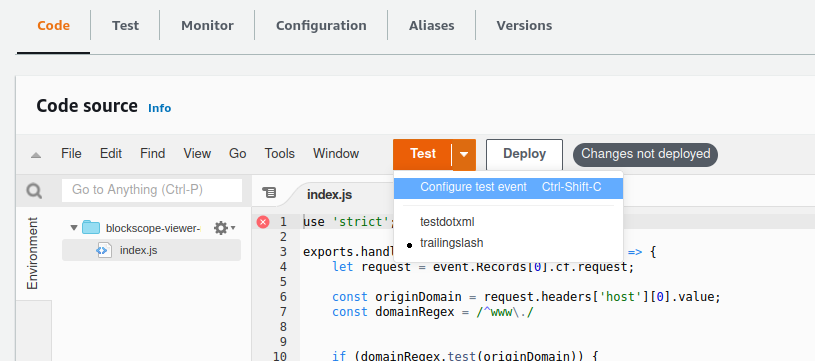 Code Test Monitor Configuration Aliases Versions
Code source Info
File Edit Find View Go Tools Window Test Deploy Changes not deployed
Go to Anything (Ctrl-P)
index.js
Configure test event Ctrl-Shift-C
testdotxml
trailingslash
Environment
blockscope-viewer-
index.js
1 use 'strict';
2
3 exports.handl => {
4 let request = event.Records[0].cf.request;
5
6 const originDomain = request.headers['host'][0].value;
7 const domainRegex = /^www\./
8
9
10 if (domainRegex.test(originDomain)) {